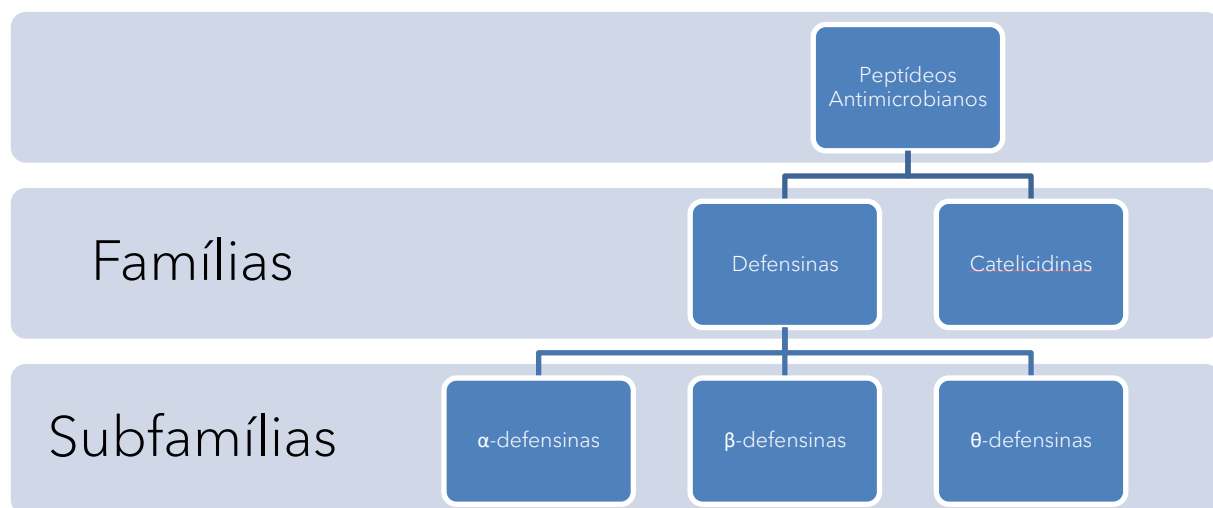 Peptídeos
Antimicrobianos
Famílias
Defensinas
Catelicidinas
Subfamílias
α-defensinas
β-defensinas
θ-defensinas